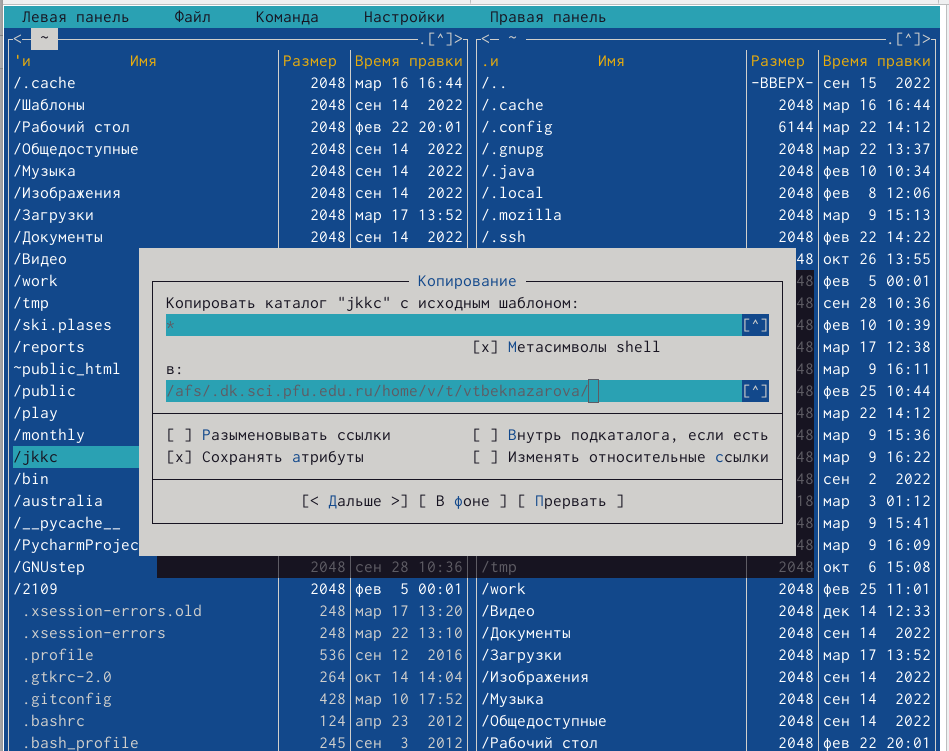 Левая панель Файл Команда Настройки Правая панель
<─ ~ .[^]> <─ ~ .[^]>
'и Имя Размер Время правки .и Имя Размер Время правки
/.cache 2048 мар 16 16:44 /.. -ВВЕРХ- сен 15 2022
/Шаблоны 2048 сен 14 2022 /.cache 2048 мар 16 16:44
/Рабочий стол 2048 фев 22 20:01 /.config 6144 мар 22 14:12
/Общедоступные 2048 сен 14 2022 /.gnupg 2048 мар 22 13:37
/Музыка 2048 сен 14 2022 /.java 2048 фев 10 10:34
/Изображения 2048 сен 14 2022 /.local 2048 фев 8 12:06
/Загрузки 2048 мар 17 13:52 /.mozilla 2048 мар 9 15:13
/Документы 2048 сен 14 2022 /.ssh 2048 фев 22 14:22
/Видео 48 окт 26 13:55
/work 48 фев 5 00:01
/tmp 48 сен 28 10:36
/ski.plases 48 фев 10 10:39
/reports 48 мар 17 12:38
~public_html 48 мар 9 16:11
/public 48 фев 25 10:44
/play 48 мар 22 14:12
/monthly 48 мар 9 15:36
/jkkc 48 мар 9 16:22
/bin 48 сен 2 2022
/australia 18 мар 3 01:12
/__pycache__ 48 мар 9 15:41
/PycharmProjec 48 мар 9 16:09
Копирование
Копировать каталог "jkkc" с исходным шаблоном:
* [^]
[x] Метасимволы shell
в:
/afs/.dk.sci.pfu.edu.ru/home/v/t/vtbeknazarova/ [^]
[ ] Разыменовывать ссылки [ ] Внутрь подкаталога, если есть
[x] Сохранять атрибуты [ ] Изменять относительные ссылки
[< Дальше >] [ В фоне ] [ Прервать ]
/GNUstep 2048 сен 28 10:36 /tmp 2048 окт 6 15:08
/2109 2048 фев 5 00:01 /work 2048 фев 25 11:01
.xsession-errors.old 248 мар 17 13:20 /Видео 2048 дек 14 12:33
.xsession-errors 248 мар 22 13:10 /Документы 2048 сен 14 2022
.profile 536 сен 12 2016 /Загрузки 2048 мар 17 13:52
.gtkrc-2.0 264 окт 14 14:04 /Изображения 2048 сен 14 2022
.gitconfig 428 мар 10 17:52 /Музыка 2048 сен 14 2022
.bashrc 124 апр 23 2012 /Общедоступные 2048 сен 14 2022
.bash_profile 245 сен 3 2012 /Рабочий стол 2048 фев 22 20:01